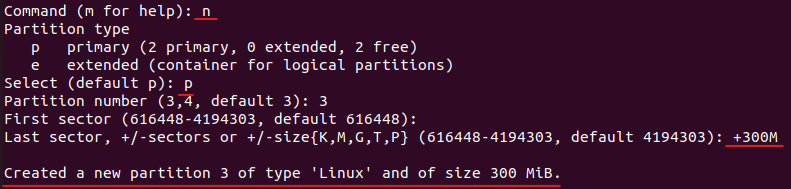 Command (m for help): n
Partition type
   p   primary (2 primary, 0 extended, 2 free)
   e   extended (container for logical partitions)
Select (default p): p
Partition number (3,4, default 3): 3
First sector (616448-4194303, default 616448):
Last sector, +/-sectors or +/-size{K,M,G,T,P} (616448-4194303, default 4194303): +300M
Created a new partition 3 of type 'Linux' and of size 300 MiB.